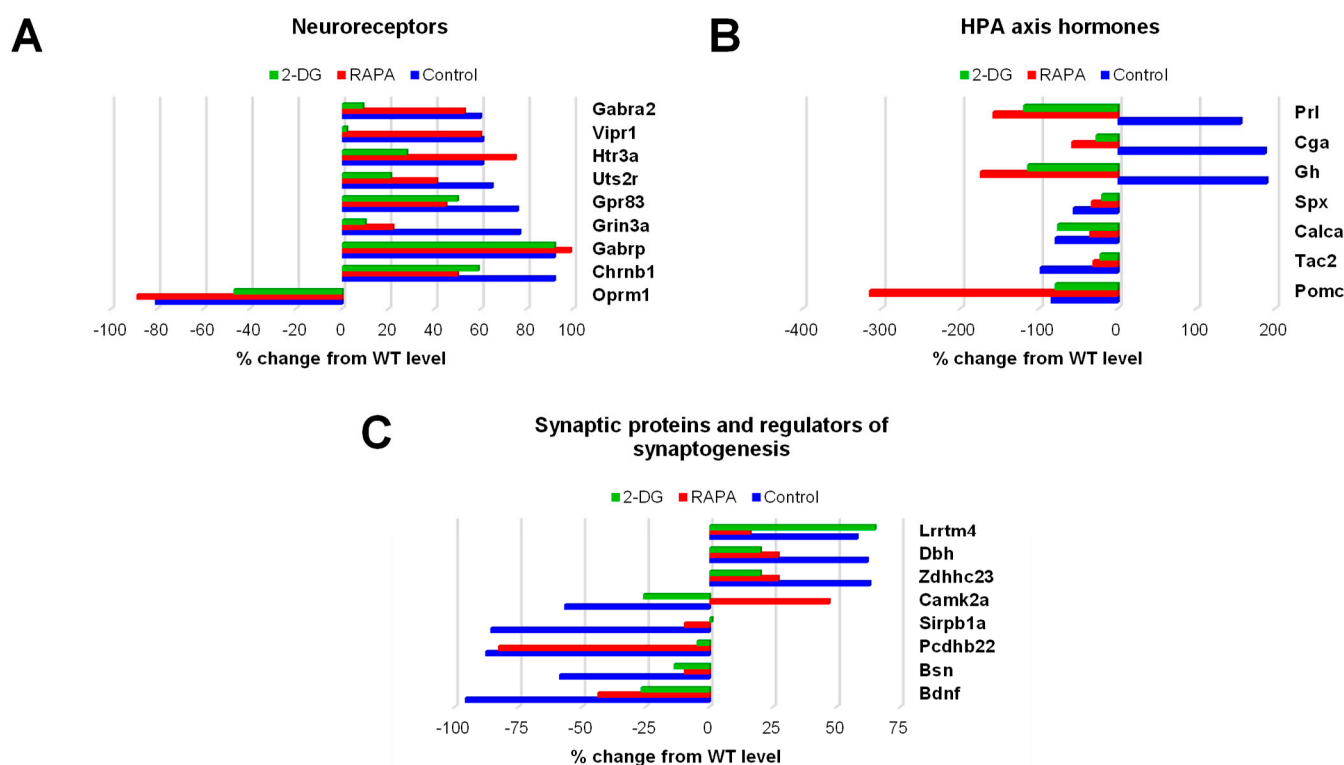 A
Neuroreceptors
2-DG RAPA Control
Gabra2
Vipr1
Htr3a
Uts2r
Gpr83
Grin3a
Gabrp
Chrnb1
Oprm1
-100 -80 -60 -40 -20 0 20 40 60 80 100
% change from WT level
B
HPA axis hormones
2-DG RAPA Control
Prl
Cga
Gh
Spx
Calca
Tac2
Pomc
-400 -300 -200 -100 0 100 200
% change from WT level
C
Synaptic proteins and regulators of
synaptogenesis
2-DG RAPA Control
Lrrtm4
Dbh
Zdhhc23
Camk2a
Sirpb1a
Pcdhb22
Bsn
Bdnf
-100 -75 -50 -25 0 25 50 75
% change from WT level